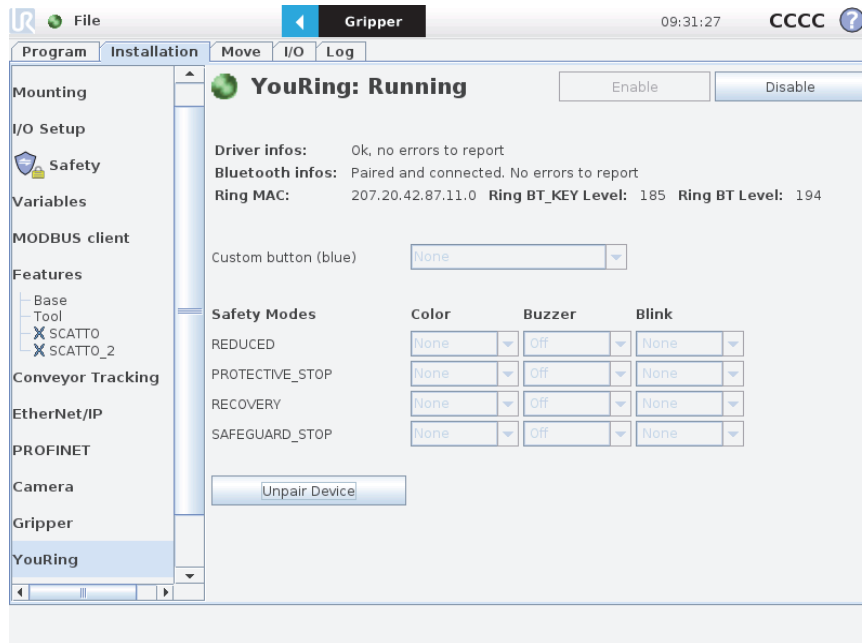 UR File Gripper 09:31:27 CCCC ?
Program Installation Move I/O Log
Mounting
I/O Setup
Safety
Variables
MODBUS client
Features
Base
Tool
SCATTO
SCATTO_2
Conveyor Tracking
EtherNet/IP
PROFINET
Camera
Gripper
YouRing
YouRing: Running Enable Disable
Driver infos: Ok, no errors to report
Bluetooth infos: Paired and connected. No errors to report
Ring MAC: 207.20.42.87.11.0 Ring BT_KEY Level: 185 Ring BT Level: 194
Custom button (blue) None
Safety Modes Color Buzzer Blink
REDUCED None Off None
PROTECTIVE_STOP None Off None
RECOVERY None Off None
SAFEGUARD_STOP None Off None
Unpair Device